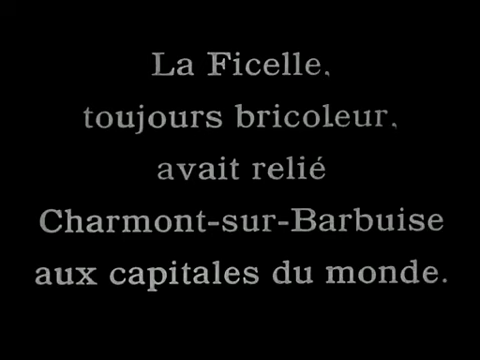 La Ficelle,
toujours bricoleur,
avait relié
Charmont-sur-Barbuise
aux capitales du monde.